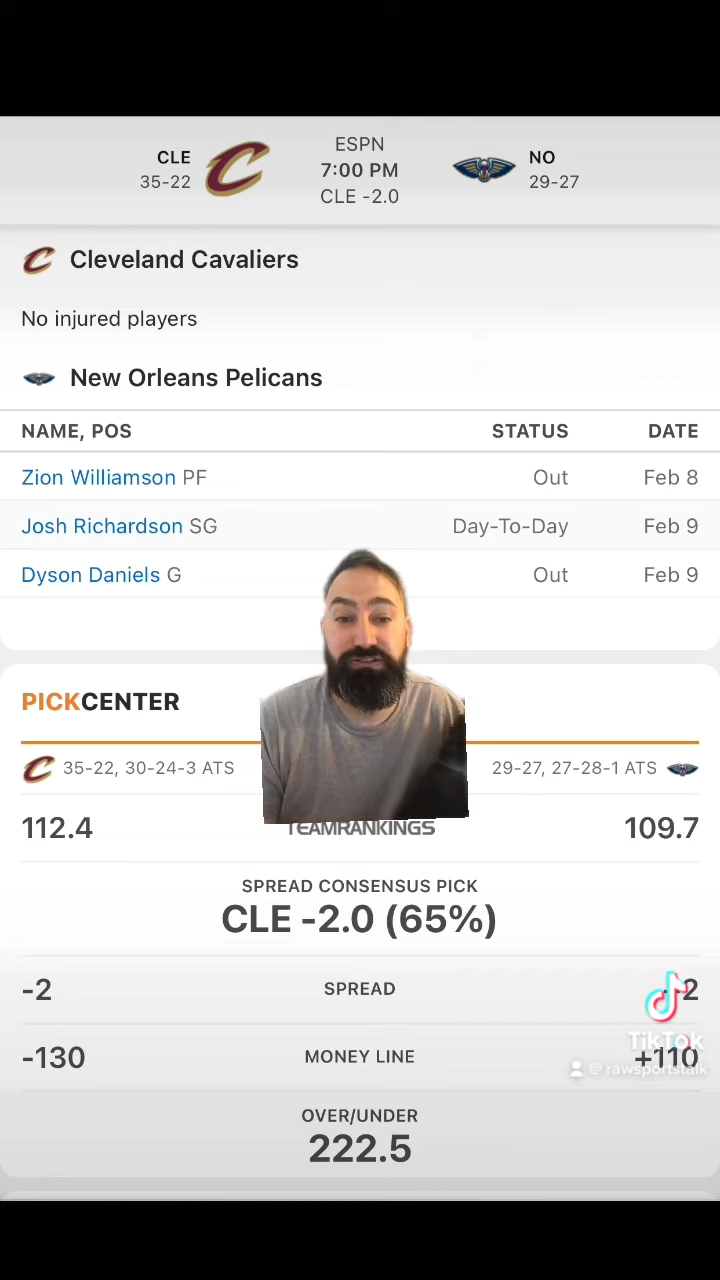 CLE
35-22
ESPN
7:00 PM
CLE -2.0
NO
29-27
Cleveland Cavaliers
No injured players
New Orleans Pelicans
NAME, POS STATUS DATE
Zion Williamson PF Out Feb 8
Josh Richardson SG Day-To-Day Feb 9
Dyson Daniels G Out Feb 9
PICKCENTER
35-22, 30-24-3 ATS 29-27, 27-28-1 ATS
112.4 TEAMRANKINGS 109.7
SPREAD CONSENSUS PICK
CLE -2.0 (65%)
-2 SPREAD +2
-130 MONEY LINE +110
OVER/UNDER
222.5
TikTok
@rawsportstalk